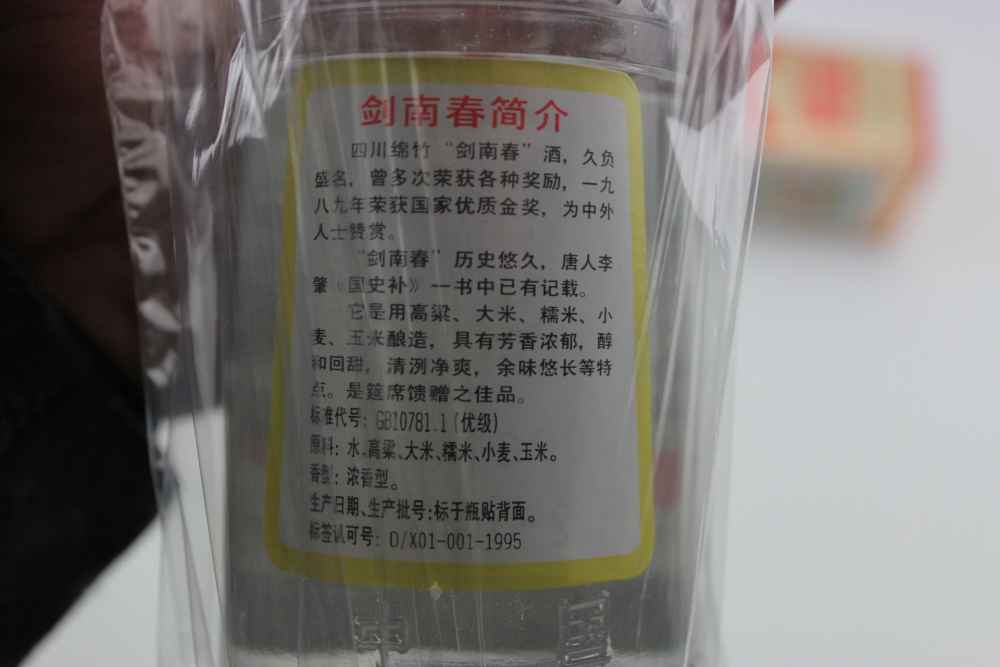 剑南春简介
四川绵竹“剑南春”酒，久负
盛名，曾多次荣获各种奖励，一九
八九年荣获国家优质金奖，为中外
人士赞赏。
“剑南春”历史悠久，唐人李
肇《国史补》一书中已有记载。
它是用高粱、大米、糯米、小
麦、玉米酿造，具有芳香浓郁，醇
和回甜，清洌净爽，余味悠长等特
点。是筵席馈赠之佳品。
标准代号：GB10781.1（优级）
原料：水、高粱、大米、糯米、小麦、玉米。
香型：浓香型。
生产日期、生产批号：标于瓶贴背面。
标签认可号：D/X01-001-1995
中国